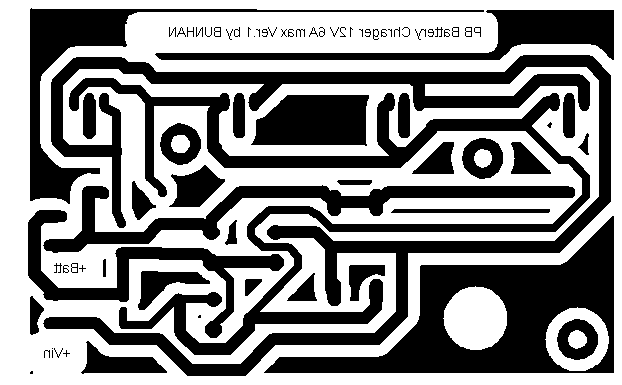 PB Battery Chrager 12V 6A max Ver.1 by BUNHAN
+Batt
+Vin